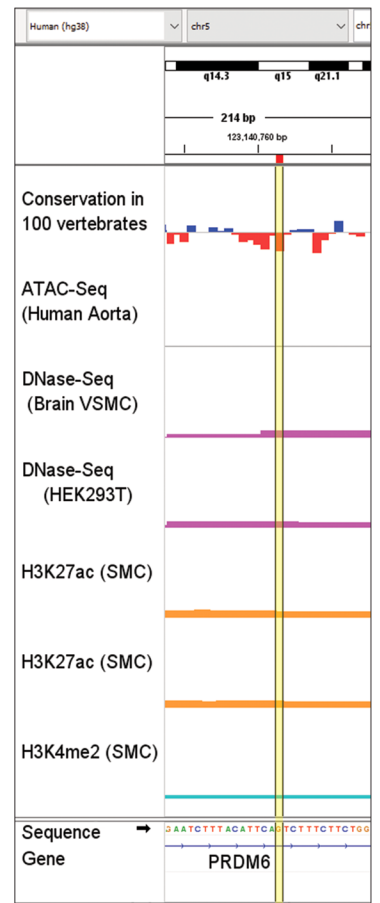 Human (hg38) chr5 chr
q14.3 q15 q21.1
214 bp
123,140,760 bp
Conservation in
100 vertebrates
ATAC-Seq
(Human Aorta)
DNase-Seq
(Brain VSMC)
DNase-Seq
(HEK293T)
H3K27ac (SMC)
H3K27ac (SMC)
H3K4me2 (SMC)
Sequence GAATCTTTACATTCAGTCTTTCTTCTGG
Gene PRDM6